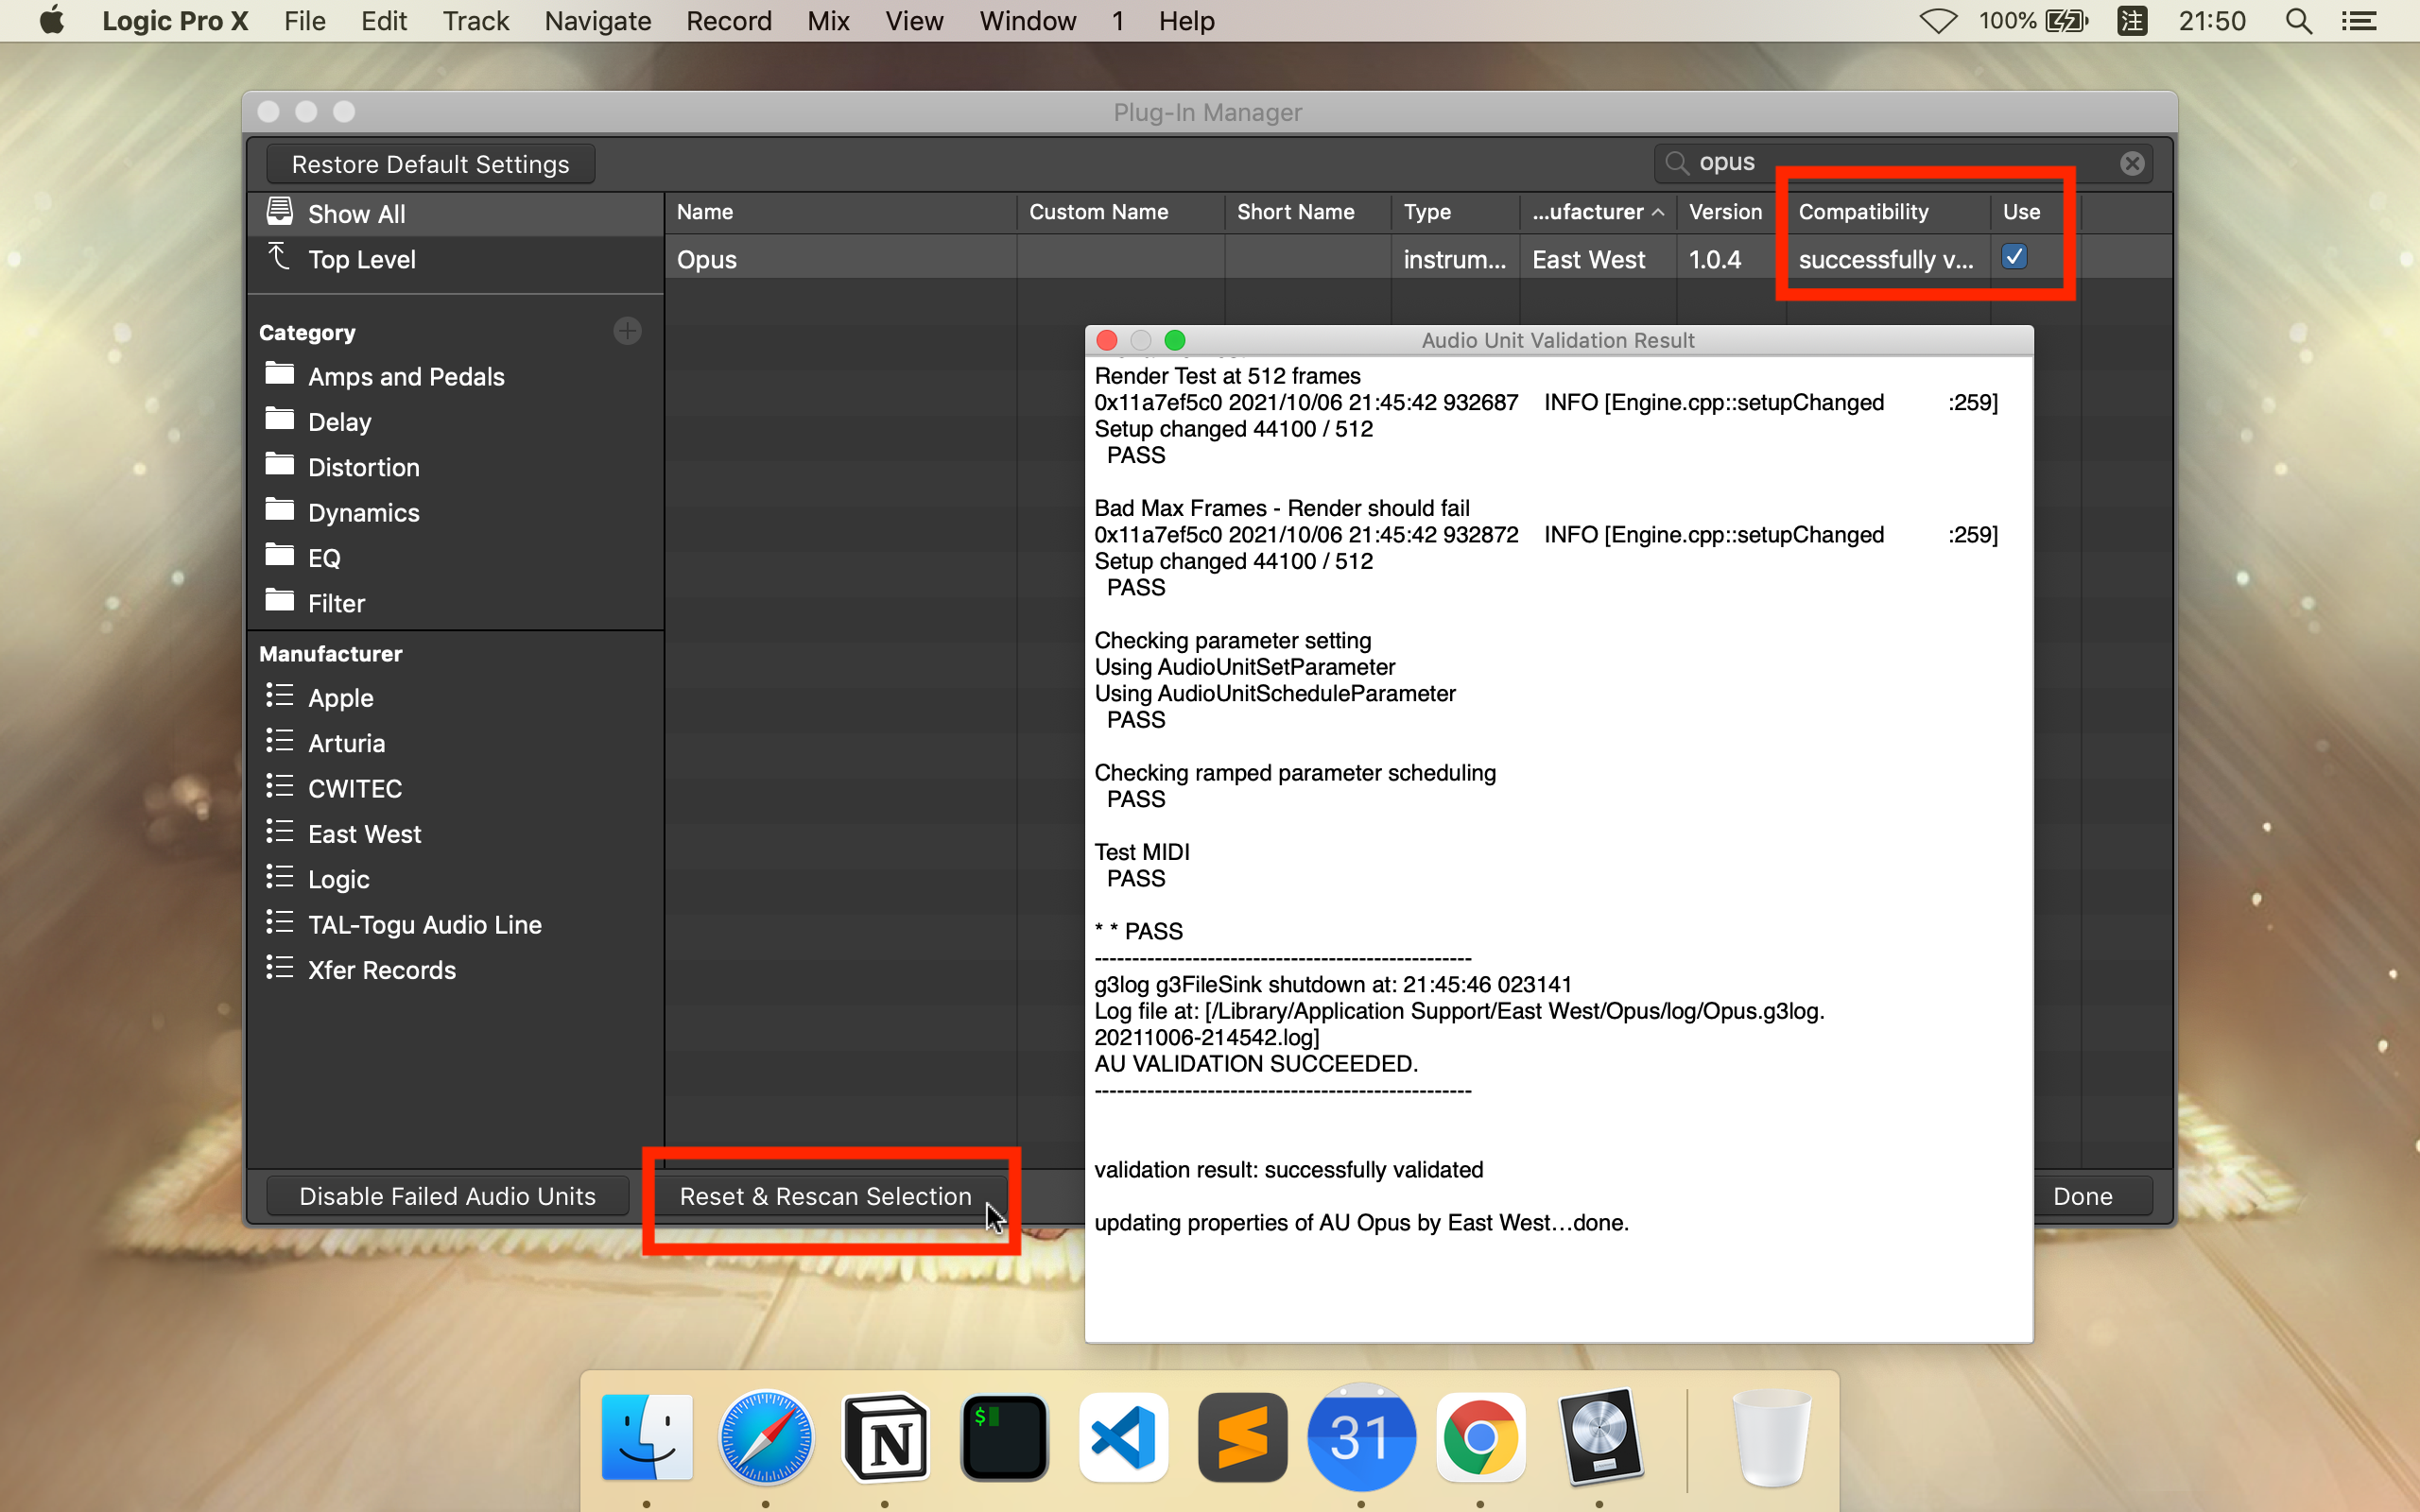 Logic Pro X File Edit Track Navigate Record Mix View Window 1 Help 100% 注 21:50
Plug-In Manager
Restore Default Settings
opus
Show All
Top Level
Name Custom Name Short Name Type ...ufacturer Version Compatibility Use
Opus instrum... East West 1.0.4 successfully v...
Category
Amps and Pedals
Delay
Distortion
Dynamics
EQ
Filter
Manufacturer
Apple
Arturia
CWITEC
East West
Logic
TAL-Togu Audio Line
Xfer Records
Audio Unit Validation Result
Render Test at 512 frames
0x11a7ef5c0 2021/10/06 21:45:42 932687 INFO [Engine.cpp::setupChanged :259]
Setup changed 44100 / 512
PASS
Bad Max Frames - Render should fail
0x11a7ef5c0 2021/10/06 21:45:42 932872 INFO [Engine.cpp::setupChanged :259]
Setup changed 44100 / 512
PASS
Checking parameter setting
Using AudioUnitSetParameter
Using AudioUnitScheduleParameter
PASS
Checking ramped parameter scheduling
PASS
Test MIDI
PASS
* * PASS
--------------------------------------------------
g3log g3FileSink shutdown at: 21:45:46 023141
Log file at: [/Library/Application Support/East West/Opus/log/Opus.g3log.
20211006-214542.log]
AU VALIDATION SUCCEEDED.
--------------------------------------------------
validation result: successfully validated
updating properties of AU Opus by East West…done.
Disable Failed Audio Units
Reset & Rescan Selection
Done
N
$
31